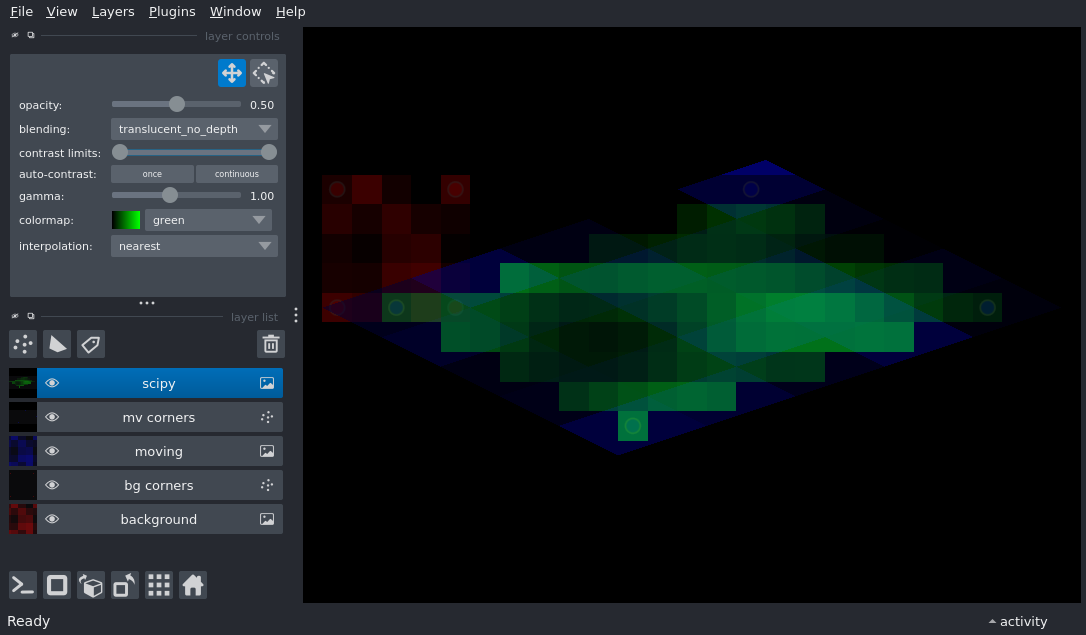 File View Layers Plugins Window Help
layer controls
opacity: 0.50
blending: translucent_no_depth
contrast limits:
auto-contrast: once continuous
gamma: 1.00
colormap: green
interpolation: nearest
layer list
scipy
mv corners
moving
bg corners
background
Ready
activity